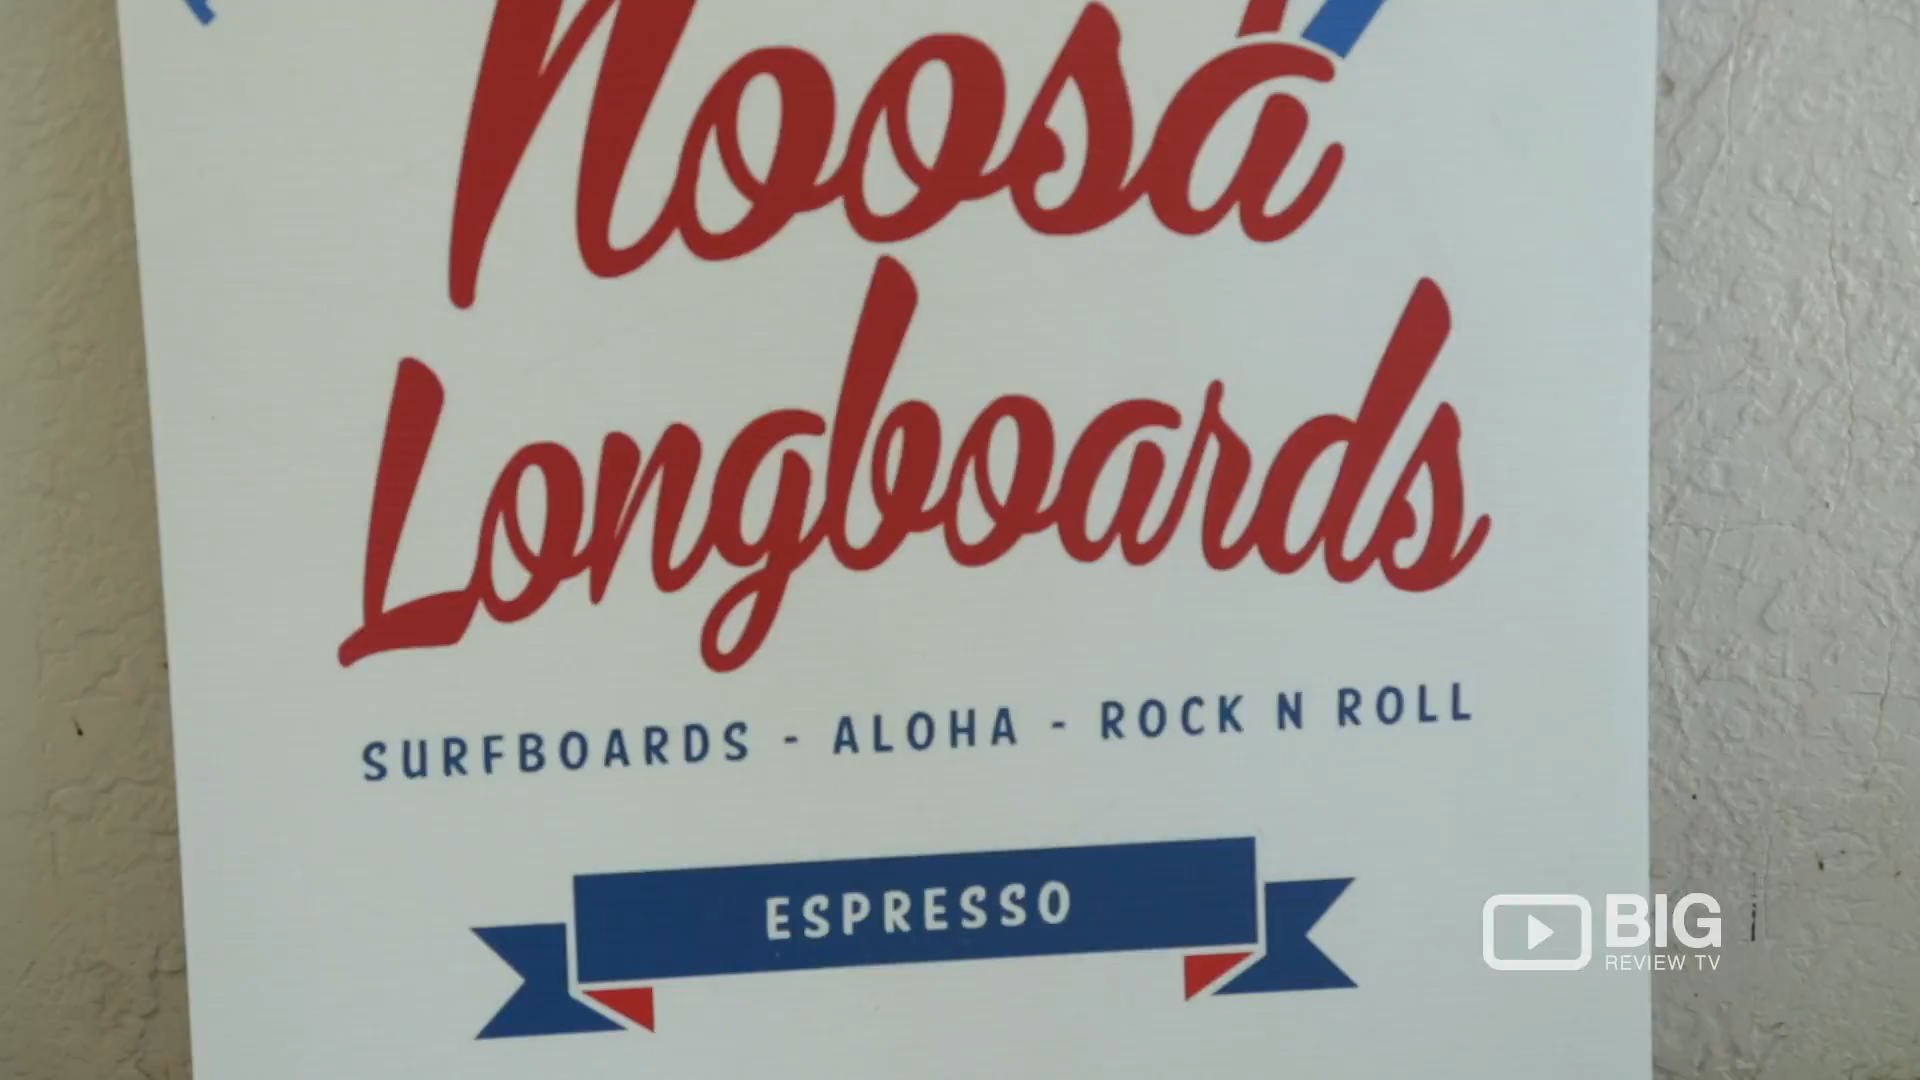 Noosa
Longboards
SURFBOARDS - ALOHA - ROCK N ROLL
ESPRESSO
BIG
REVIEW TV